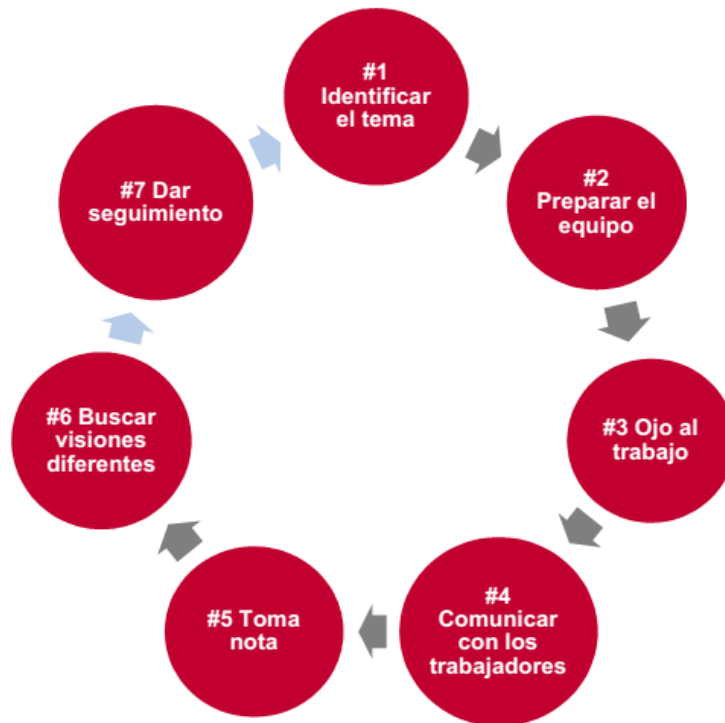 #1
Identificar
el tema
#2
Preparar el
equipo
#3 Ojo al
trabajo
#4
Comunicar
con los
trabajadores
#5 Toma
nota
#6 Buscar
visiones
diferentes
#7 Dar
seguimiento